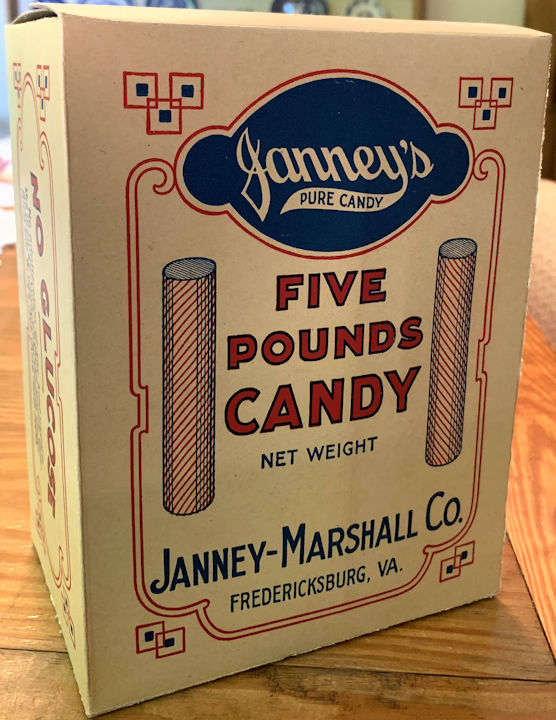 Janney's
PURE CANDY
FIVE
POUNDS
CANDY
NET WEIGHT
JANNEY-MARSHALL CO.
FREDERICKSBURG, VA.
NO GLUCOSE